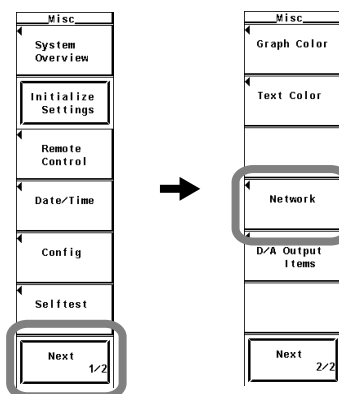 Misc
System
Overview
Initialize
Settings
Remote
Control
Date/Time
Config
Selftest
Next
1/2
Misc
Graph Color
Text Color
Network
D/A Output
Items
Next
2/2